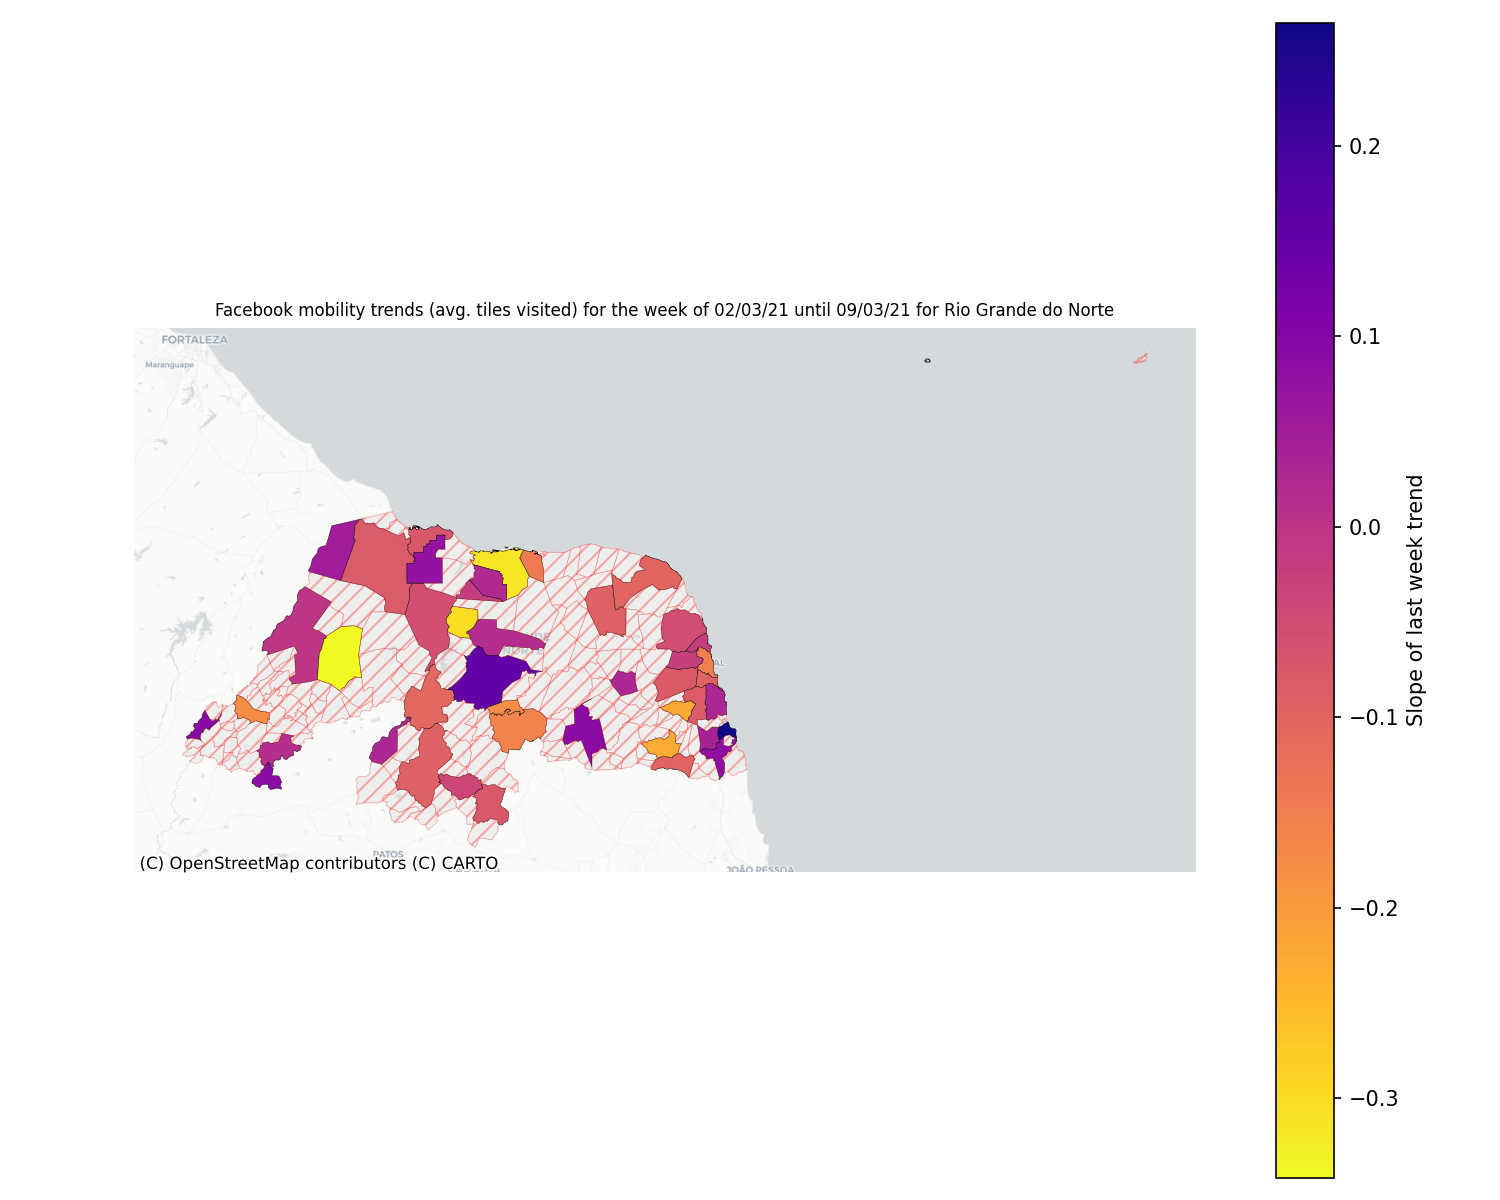 Facebook mobility trends (avg. tiles visited) for the week of 02/03/21 until 09/03/21 for Rio Grande do Norte
FORTALEZA
Maranguape
NORTE
PATOS
(C) OpenStreetMap contributors (C) CARTO
JOÃO PESSOA
0.2
0.1
0.0
−0.1
−0.2
−0.3
Slope of last week trend